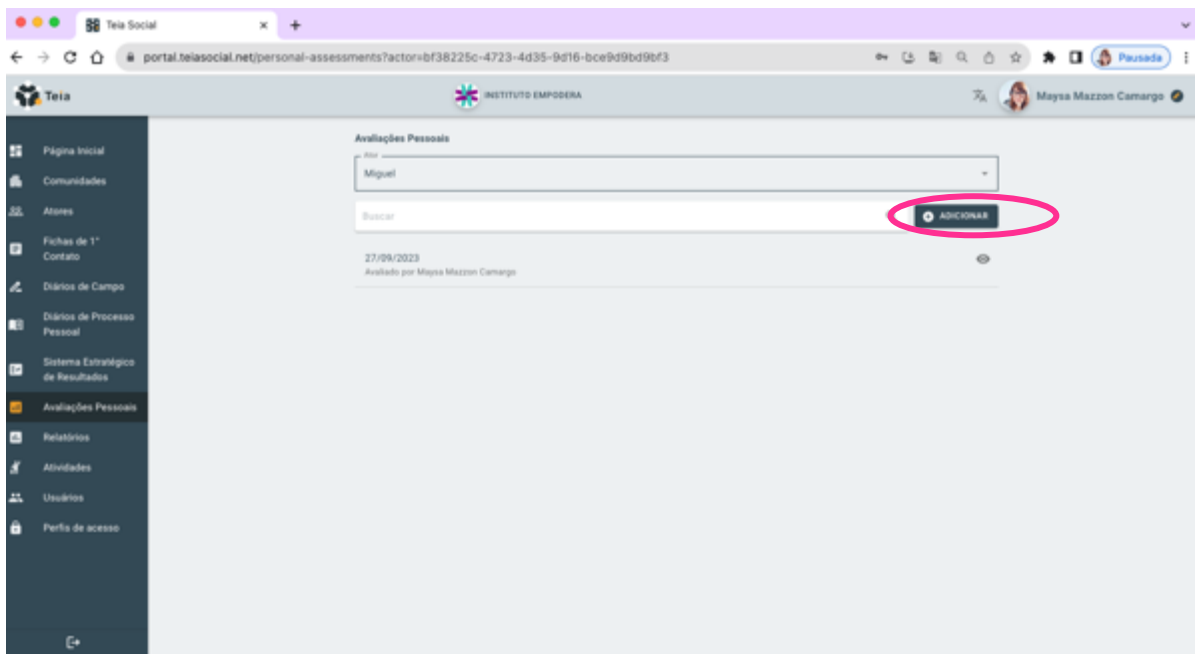 Teia Social
portal.teiasocial.net/personal-assessments?actor=bf38225c-4723-4d35-9d16-bce9d9bd9bf3
Pausada
Teia
INSTITUTO EMPODERA
Maysa Mazzon Camargo
Página Inicial
Comunidades
Atores
Fichas de 1°
Contato
Diários de Campo
Diários de Processo
Pessoal
Sistema Estratégico
de Resultados
Avaliações Pessoais
Relatórios
Atividades
Usuários
Perfis de acesso
Avaliações Pessoais
Ator
Miguel
Buscar
ADICIONAR
27/09/2023
Avaliado por Maysa Mazzon Camargo